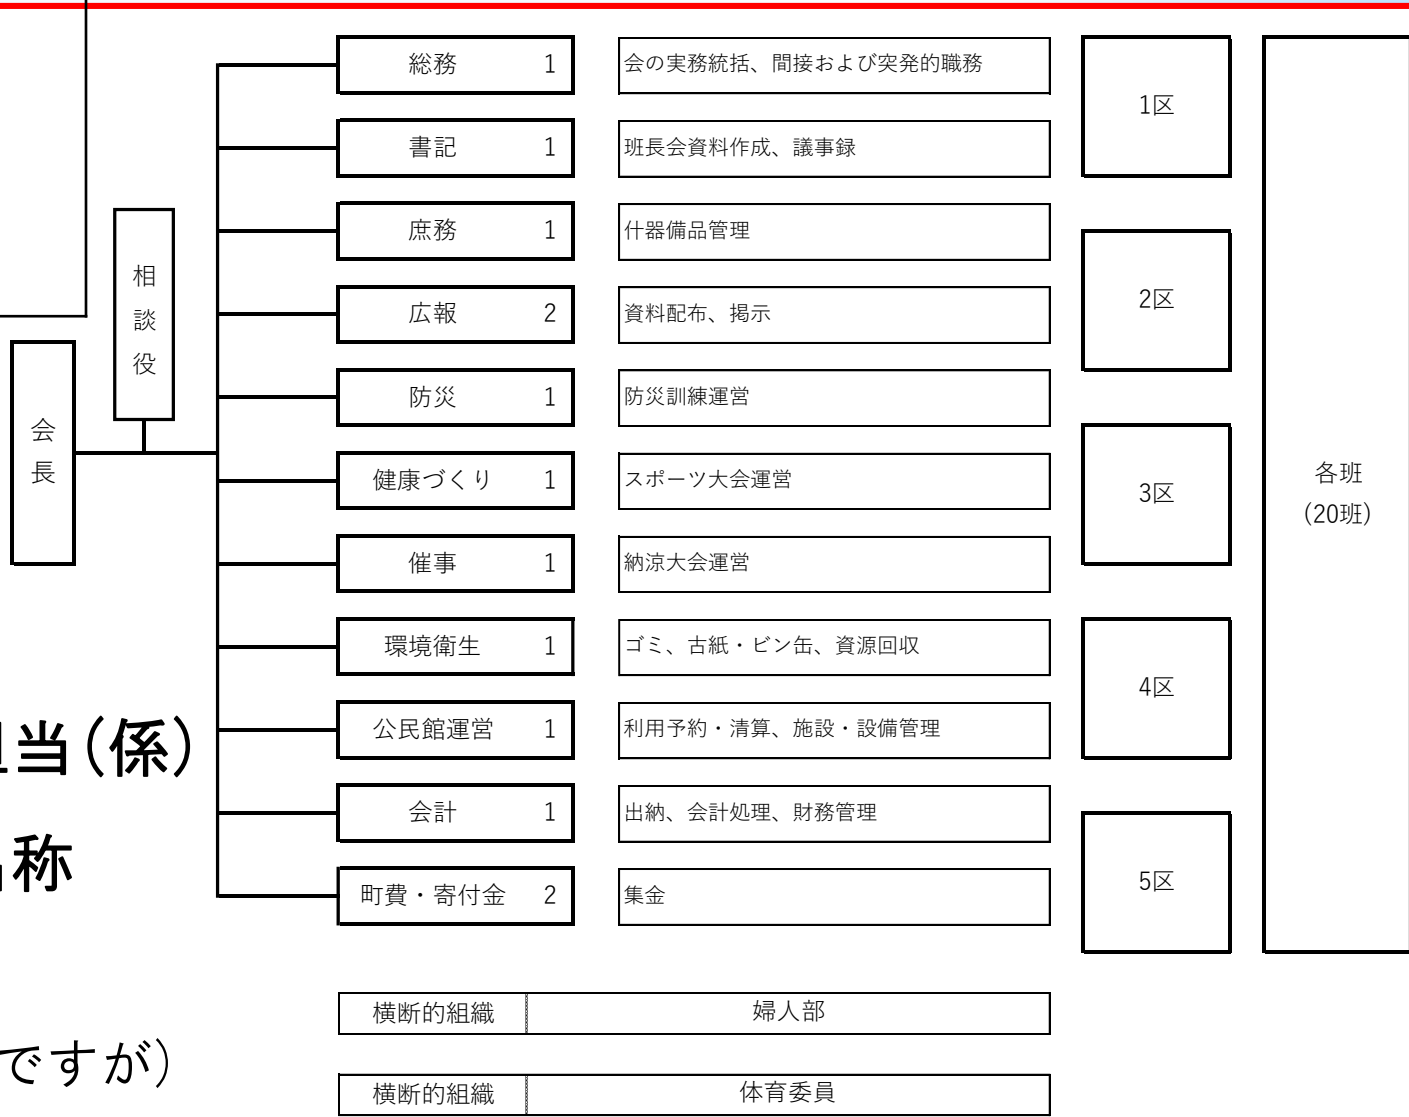 総務 1 会の実務統括、間接および突発的職務
書記 1 班長会資料作成、議事録
庶務 1 什器備品管理
広報 2 資料配布、掲示
防災 1 防災訓練運営
健康づくり 1 スポーツ大会運営
催事 1 納涼大会運営
環境衛生 1 ゴミ、古紙・ビン缶、資源回収
公民館運営 1 利用予約・清算、施設・設備管理
会計 1 出納、会計処理、財務管理
町費・寄付金 2 集金
相談役
会長
1区
2区
3区
4区
5区
各班
(20班)
当(係)
称
ですが)
横断的組織 婦人部
横断的組織 体育委員